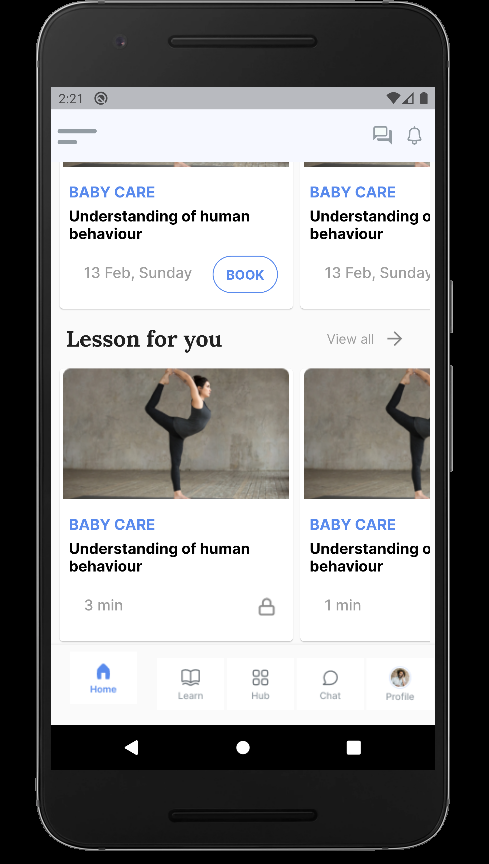 2:21
BABY CARE
Understanding of human
behaviour
13 Feb, Sunday
BOOK
BABY CARE
Understanding o
behaviour
13 Feb, Sunday
Lesson for you
View all
BABY CARE
Understanding of human
behaviour
3 min
BABY CARE
Understanding o
behaviour
1 min
Home
Learn
Hub
Chat
Profile